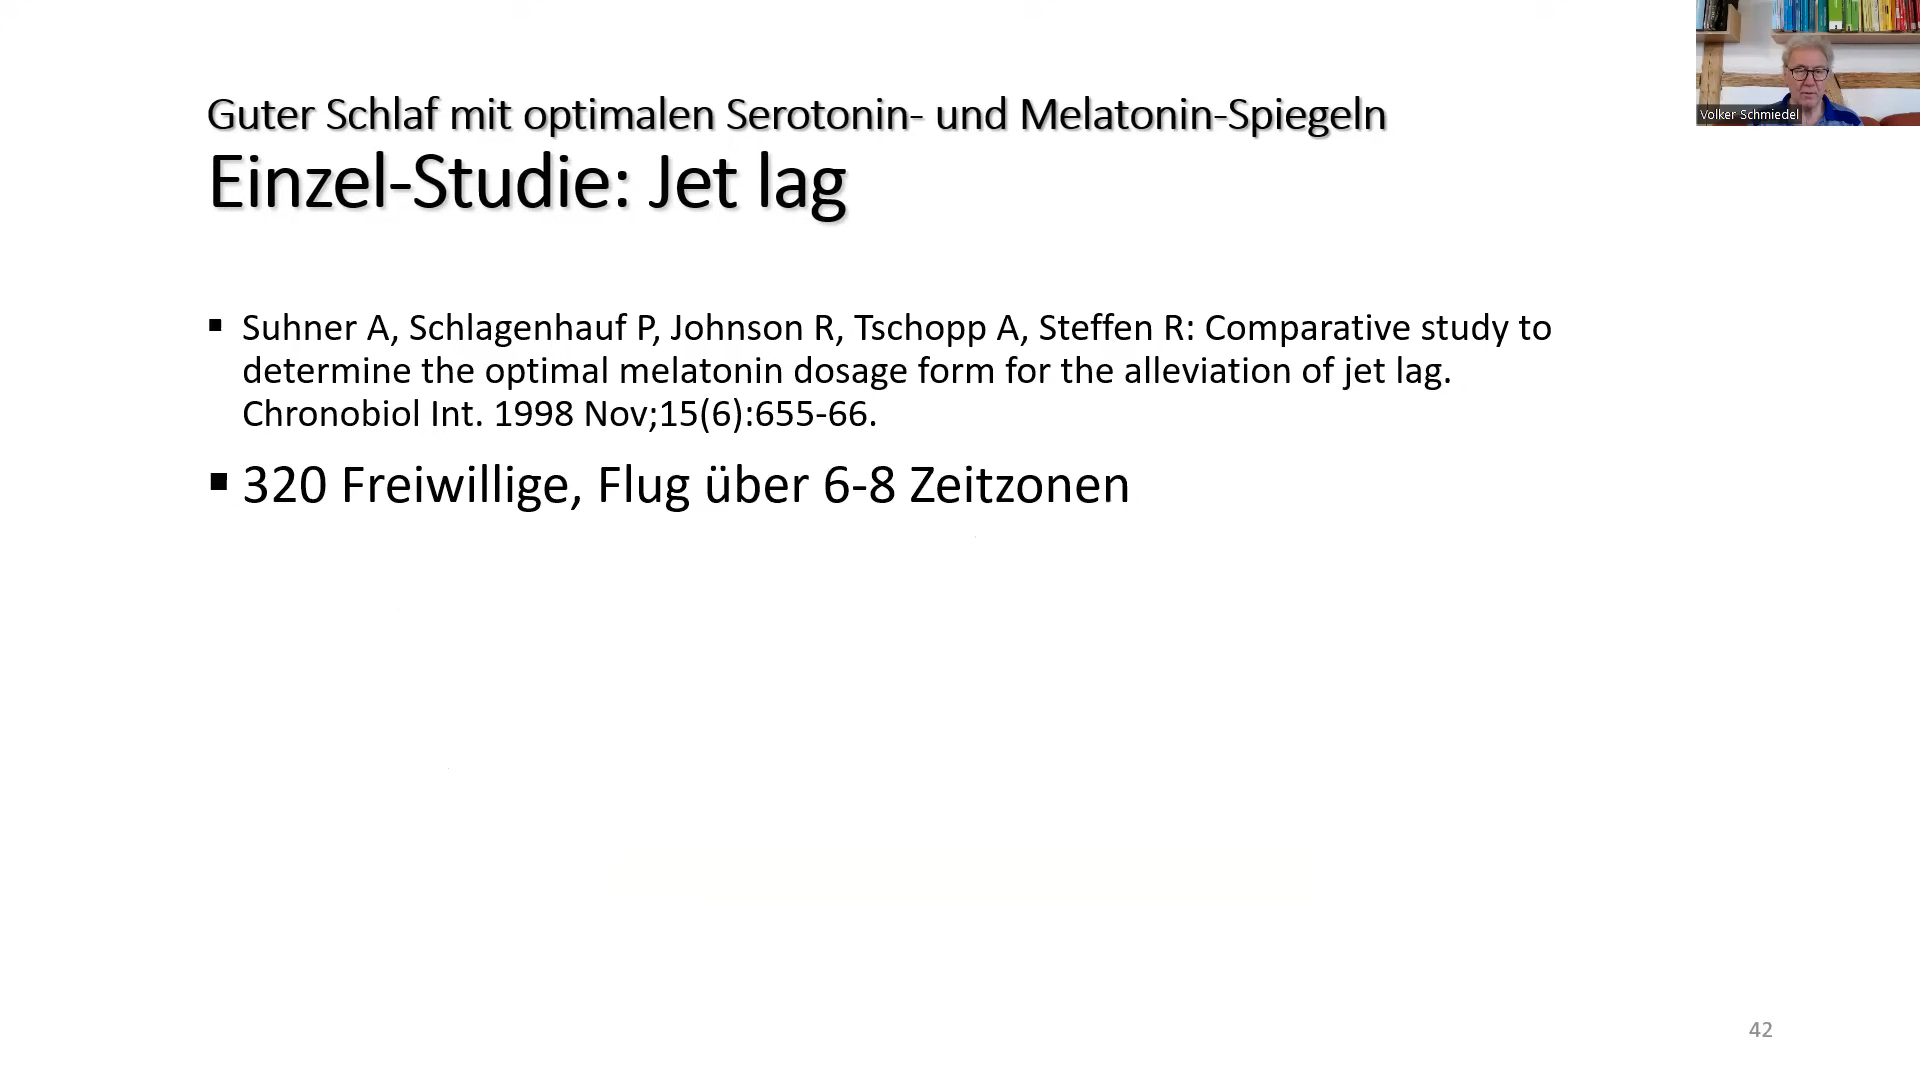 Volker Schmiedel
Guter Schlaf mit optimalen Serotonin- und Melatonin-Spiegeln
Einzel-Studie: Jet lag
▪ Suhner A, Schlagenhauf P, Johnson R, Tschopp A, Steffen R: Comparative study to
determine the optimal melatonin dosage form for the alleviation of jet lag.
Chronobiol Int. 1998 Nov;15(6):655-66.
▪ 320 Freiwillige, Flug über 6-8 Zeitzonen
42